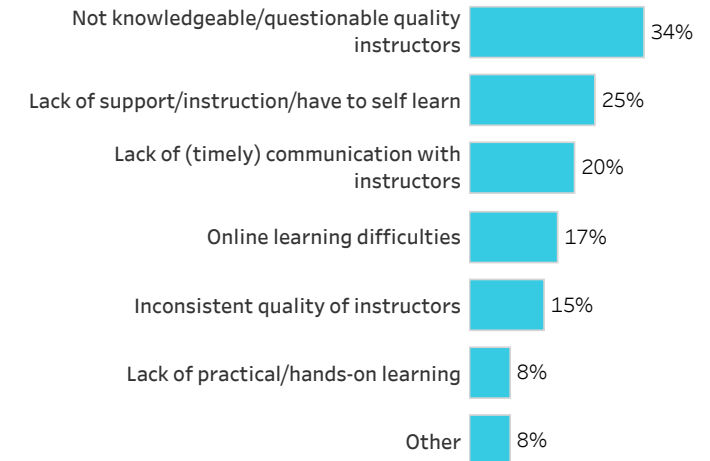 Not knowledgeable/questionable quality
instructors
34%
Lack of support/instruction/have to self learn
25%
Lack of (timely) communication with
instructors
20%
Online learning difficulties
17%
Inconsistent quality of instructors
15%
Lack of practical/hands-on learning
8%
Other
8%